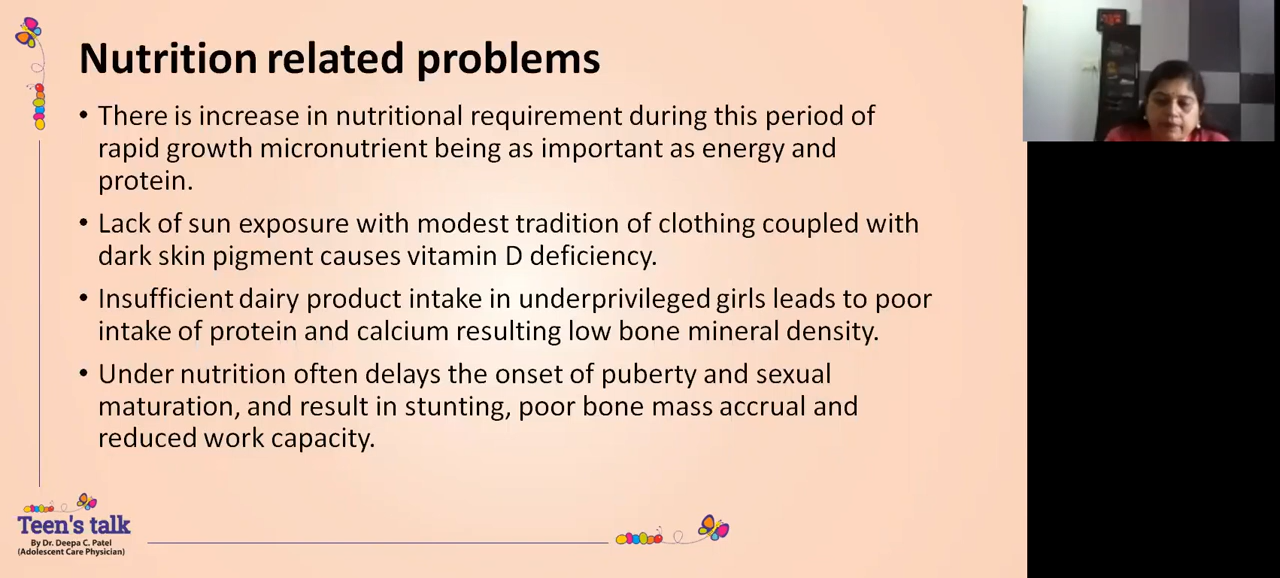 Nutrition related problems
• There is increase in nutritional requirement during this period of
rapid growth micronutrient being as important as energy and
protein.
• Lack of sun exposure with modest tradition of clothing coupled with
dark skin pigment causes vitamin D deficiency.
• Insufficient dairy product intake in underprivileged girls leads to poor
intake of protein and calcium resulting low bone mineral density.
• Under nutrition often delays the onset of puberty and sexual
maturation, and result in stunting, poor bone mass accrual and
reduced work capacity.
Teen's talk
By Dr. Deepa C. Patel
(Adolescent Care Physician)